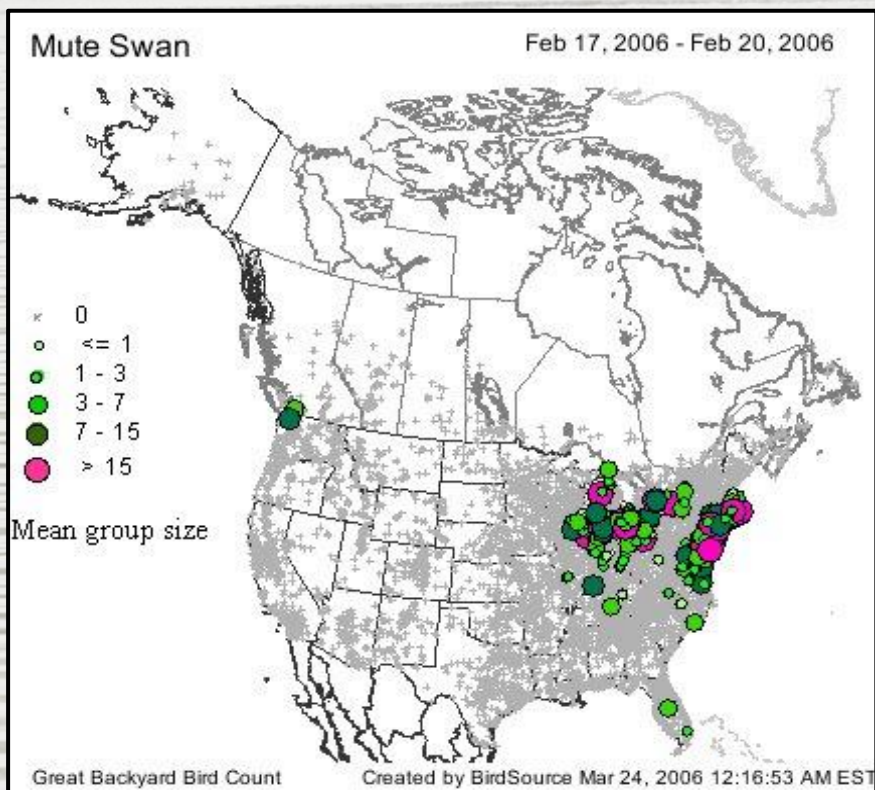 Mute Swan
Feb 17, 2006 - Feb 20, 2006
0
<= 1
1 - 3
3 - 7
7 - 15
> 15
Mean group size
Great Backyard Bird Count
Created by BirdSource Mar 24, 2006 12:16:53 AM EST